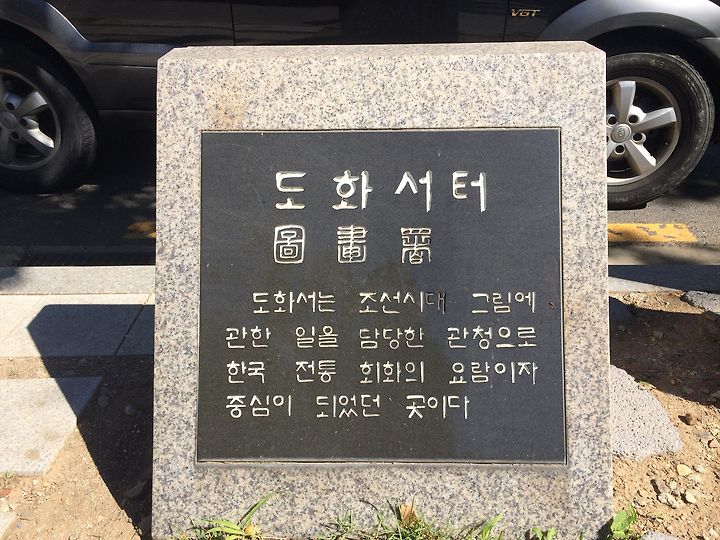 VGT
도화서터
圖畫署
도화서는 조선시대 그림에
관한 일을 담당한 관청으로
한국 전통 회화의 요람이자
중심이 되었던 곳이다